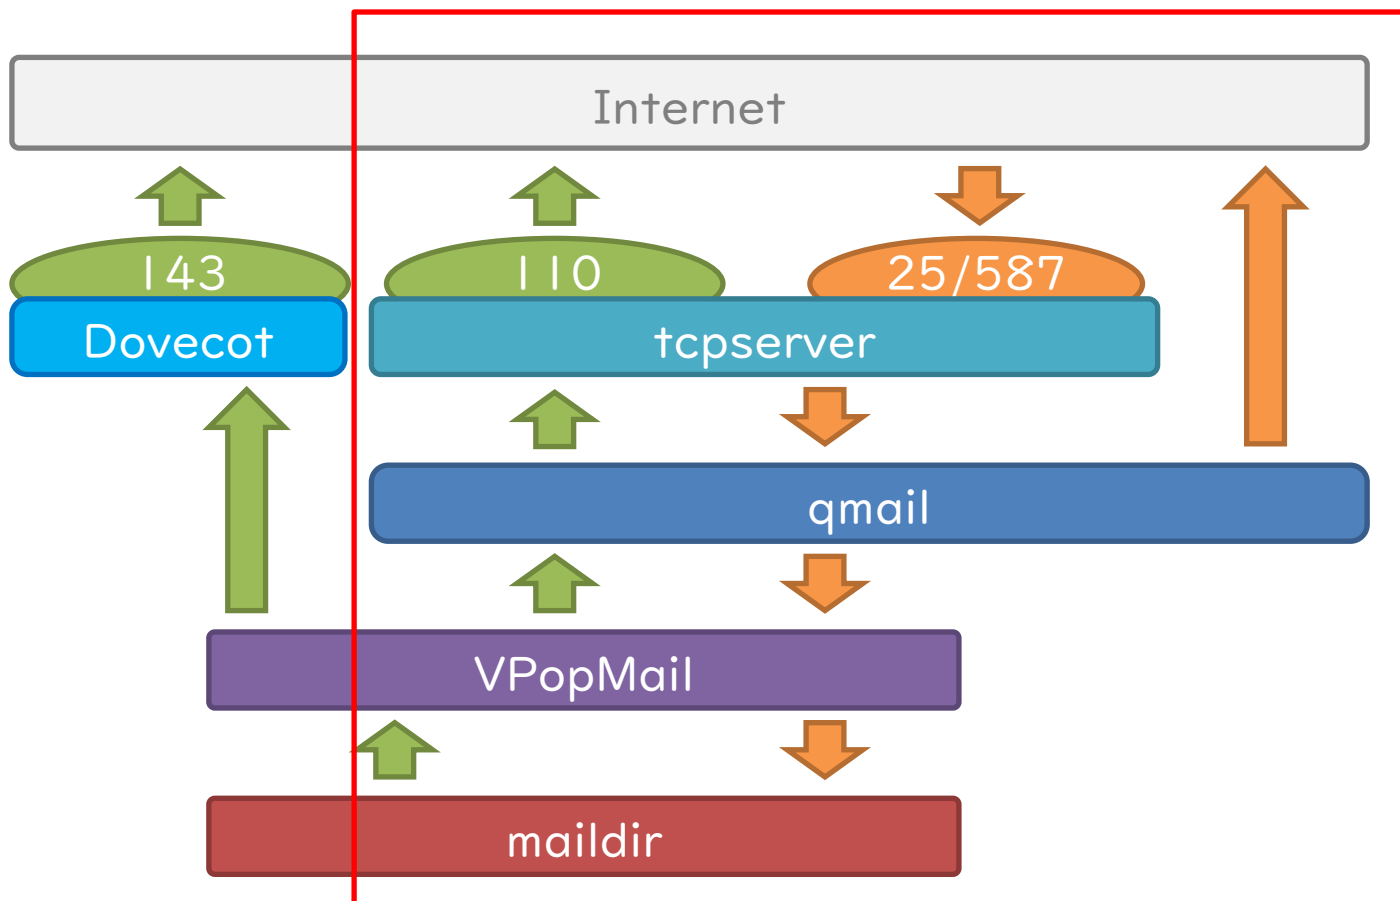 Internet
143
110
25/587
Dovecot
tcpserver
qmail
VPopMail
maildir